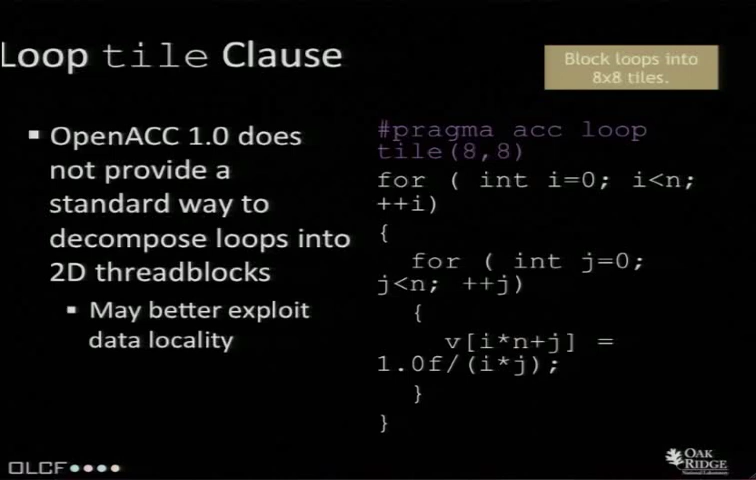 Loop tile Clause
Block loops into
8x8 tiles.
▪ OpenACC 1.0 does
not provide a
standard way to
decompose loops into
2D threadblocks
▪ May better exploit
data locality
#pragma acc loop
tile(8,8)
for ( int i=0; i<n;
++i)
{
for ( int j=0;
j<n; ++j)
{
v[i*n+j] =
1.0f/(i*j);
}
}
OLCF
OAK
RIDGE
National Laboratory